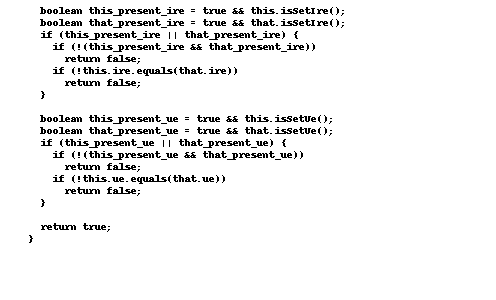 boolean this_present_ire = true && this.isSetIre();
boolean that_present_ire = true && that.isSetIre();
if (this_present_ire || that_present_ire) {
if (!(this_present_ire && that_present_ire))
return false;
if (!this.ire.equals(that.ire))
return false;
}
boolean this_present_ue = true && this.isSetUe();
boolean that_present_ue = true && that.isSetUe();
if (this_present_ue || that_present_ue) {
if (!(this_present_ue && that_present_ue))
return false;
if (!this.ue.equals(that.ue))
return false;
}
return true;
}